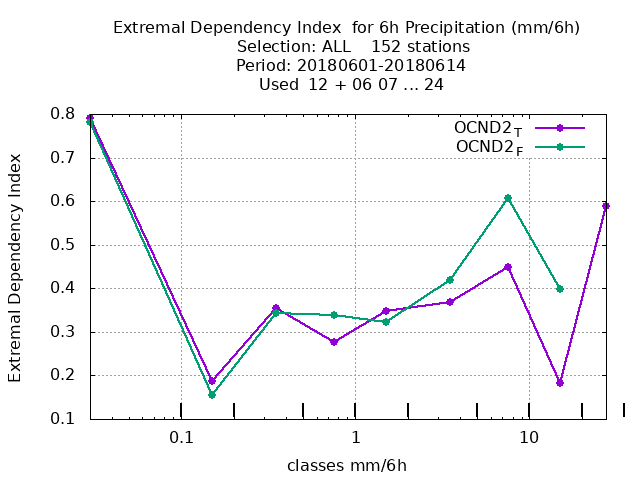 Extremal Dependency Index  for 6h Precipitation (mm/6h)
Selection: ALL    152 stations
Period: 20180601-20180614
Used  12 + 06 07 ... 24
OCND2T
OCND2F
Extremal Dependency Index
0.8
0.7
0.6
0.5
0.4
0.3
0.2
0.1
0.1 1 10
classes mm/6h